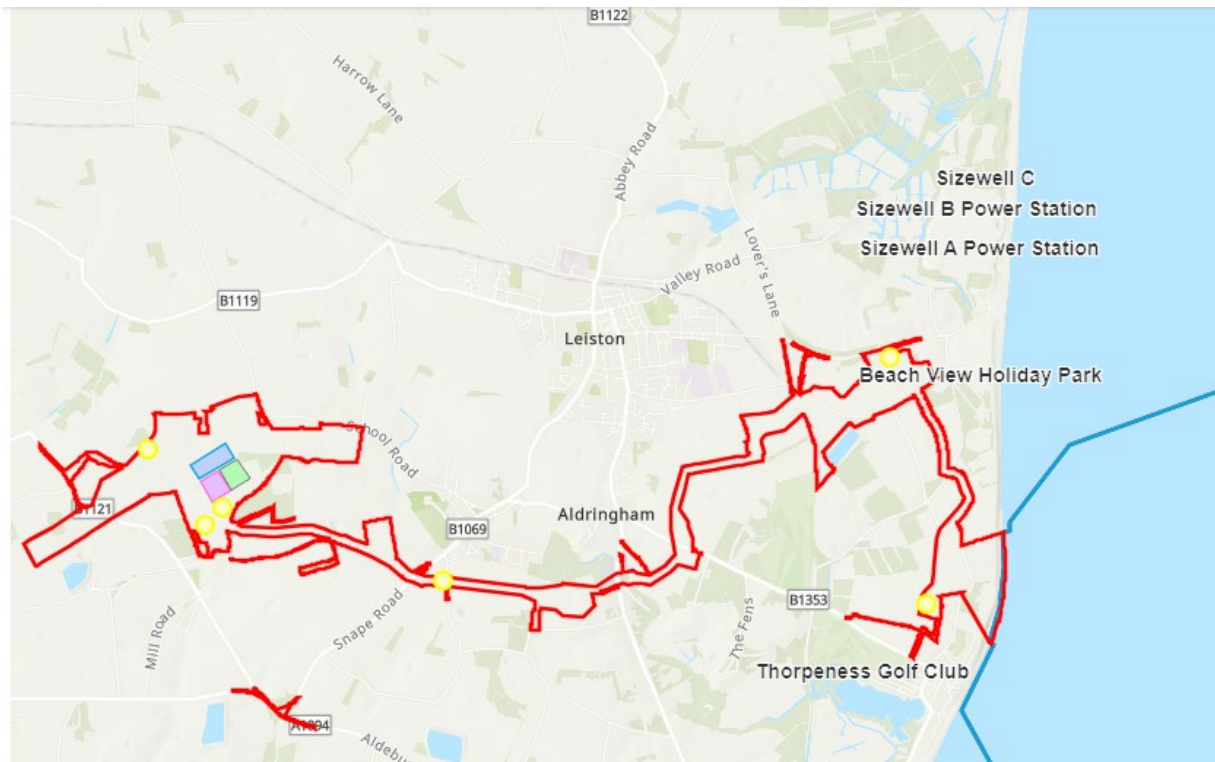 B1122
Harrow Lane
Abbey Road
Sizewell C
Sizewell B Power Station
Lover's Lane
Sizewell A Power Station
Valley Road
B1119
Leiston
Beach View Holiday Park
School Road
B1121
Aldringham
B1069
B1353
Snape Road
The Fens
Mill Road
Thorpeness Golf Club
A1094